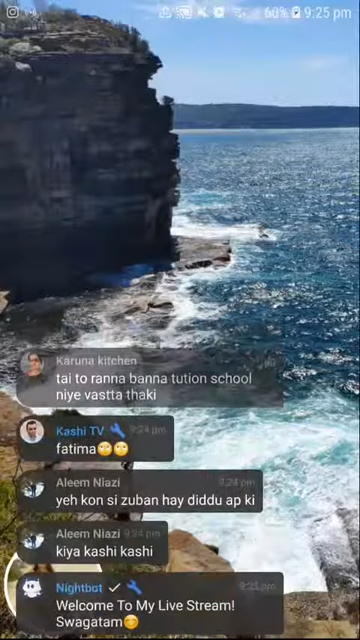 60% 9:25 pm
Karuna kitchen
tai to ranna banna tution school
niye vastta thaki
Kashi TV 9:24 pm
fatima🙄🙄
Aleem Niazi 9:24 pm
yeh kon si zuban hay diddu ap ki
Aleem Niazi 9:24 pm
kiya kashi kashi
Nightbot 9:25 pm
Welcome To My Live Stream!
Swagatam😊